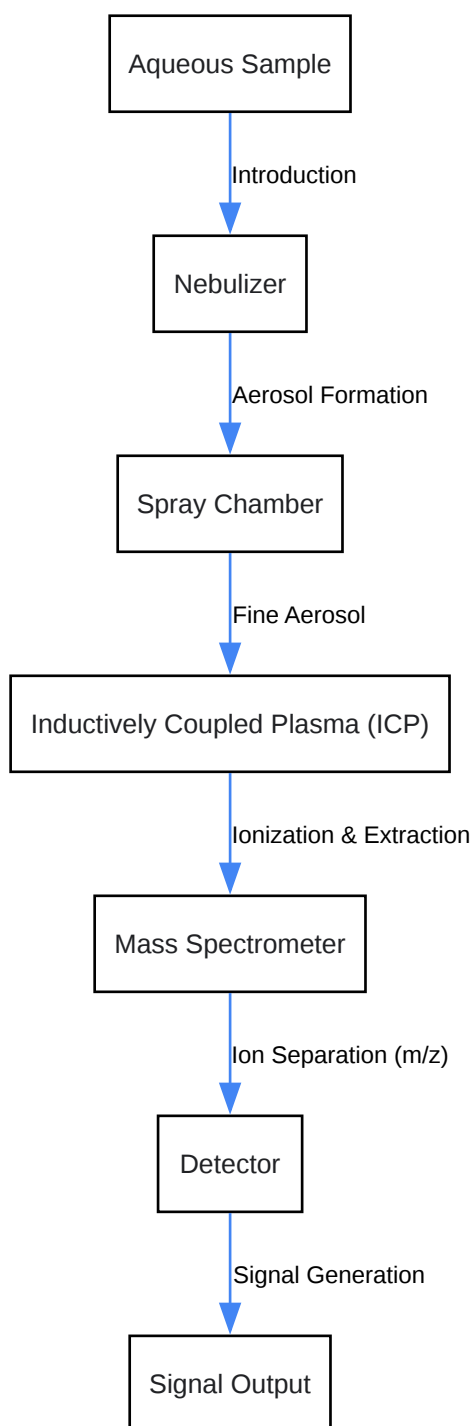 Aqueous Sample
Introduction
Nebulizer
Aerosol Formation
Spray Chamber
Fine Aerosol
Inductively Coupled Plasma (ICP)
Ionization & Extraction
Mass Spectrometer
Ion Separation (m/z)
Detector
Signal Generation
Signal Output